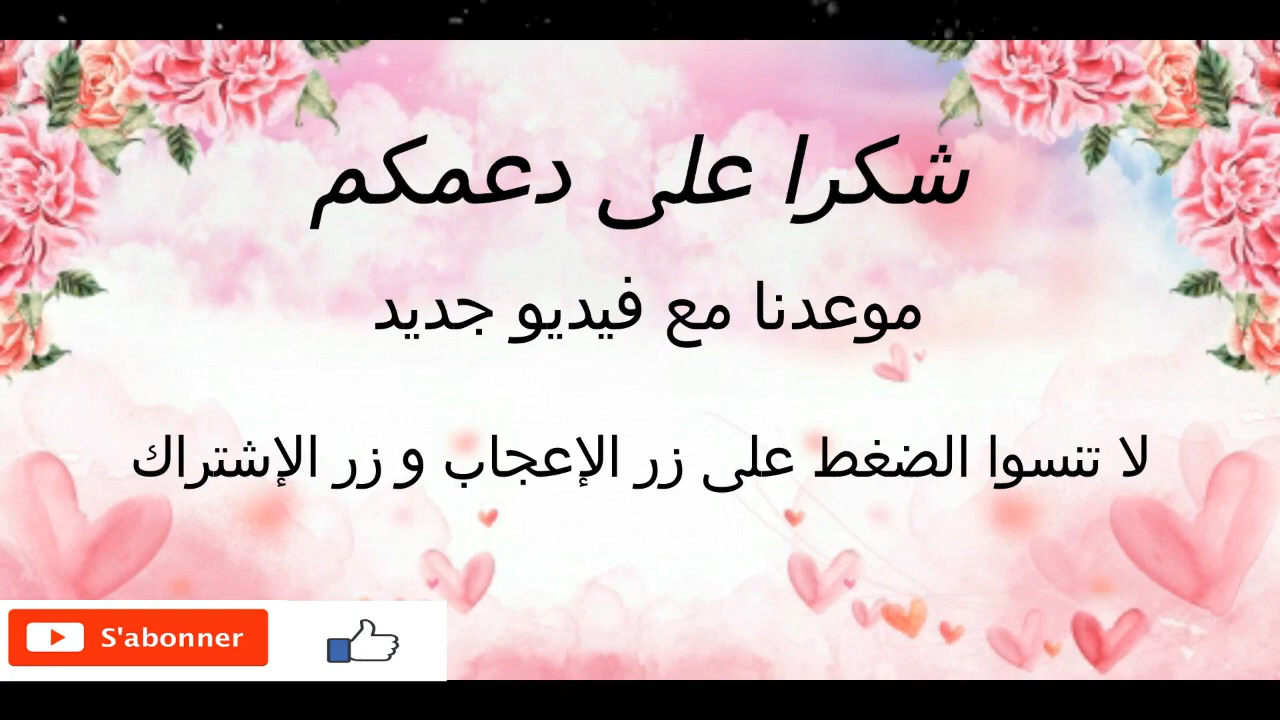 شكرا على دعمكم
موعدنا مع فيديو جديد
لا تنسوا الضغط على زر الإعجاب و زر الإشتراك
S'abonner